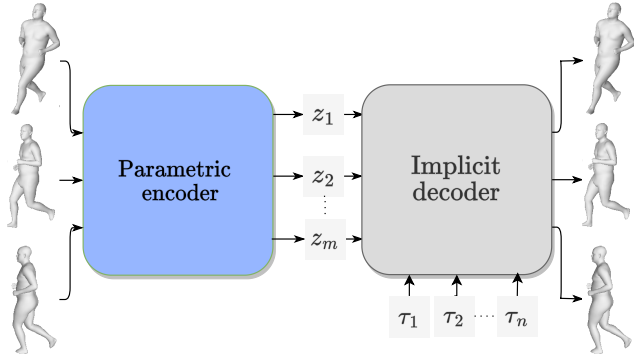 Parametric
encoder
z₁
z₂
⋮
zₘ
Implicit
decoder
τ₁ τ₂ ···· τₙ